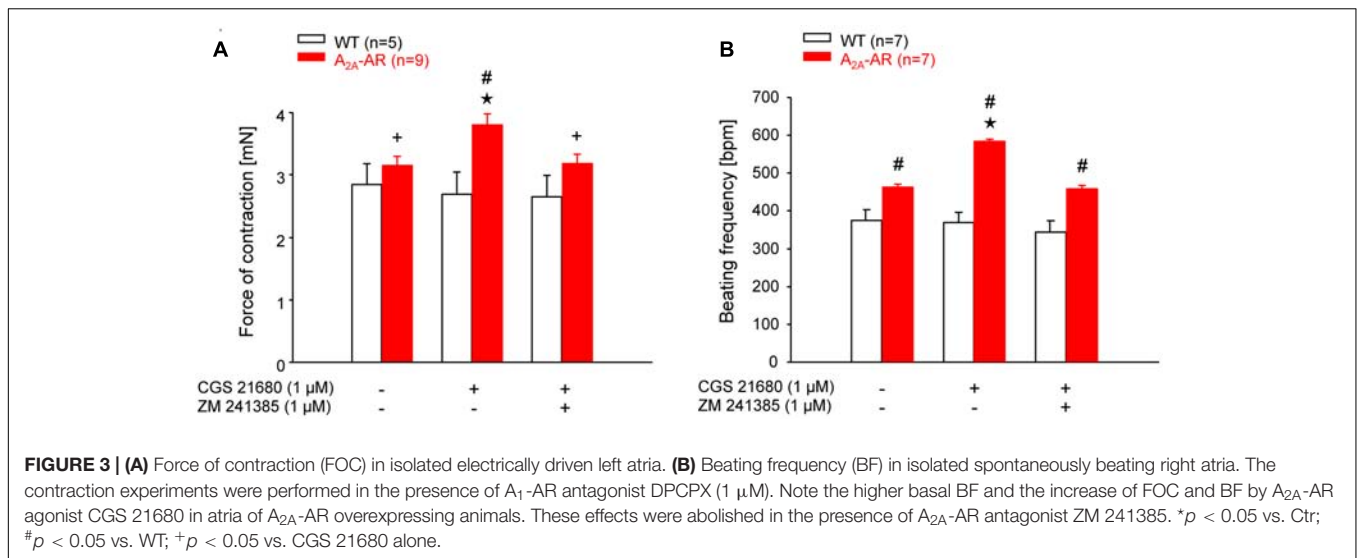 A
WT (n=5)
A2A-AR (n=9)
#
★
+
+
4
3
2
1
0
Force of contraction [mN]
CGS 21680 (1 µM) - + +
ZM 241385 (1 µM) - - +
B
WT (n=7)
A2A-AR (n=7)
#
★
#
#
700
600
500
400
300
200
100
0
Beating frequency [bpm]
CGS 21680 (1 µM) - + +
ZM 241385 (1 µM) - - +
FIGURE 3 | (A) Force of contraction (FOC) in isolated electrically driven left atria. (B) Beating frequency (BF) in isolated spontaneously beating right atria. The
contraction experiments were performed in the presence of A1-AR antagonist DPCPX (1 µM). Note the higher basal BF and the increase of FOC and BF by A2A-AR
agonist CGS 21680 in atria of A2A-AR overexpressing animals. These effects were abolished in the presence of A2A-AR antagonist ZM 241385. *p < 0.05 vs. Ctr;
#p < 0.05 vs. WT; +p < 0.05 vs. CGS 21680 alone.